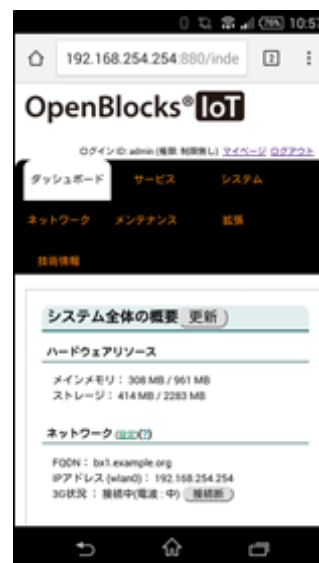 79% 10:57
192.168.254.254:880/inde 2
OpenBlocks® IoT
ログインID: admin (権限: 制限無し) マイページ ログアウト
ダッシュボード サービス システム
ネットワーク メンテナンス 拡張
技術情報
システム全体の概要 更新
ハードウェアリソース
メインメモリ: 308 MB / 961 MB
ストレージ: 414 MB / 2283 MB
ネットワーク (設定)(?)
FQDN: bx1.example.org
IPアドレス (wlan0): 192.168.254.254
3G状況: 接続中(電波:中) 接続断